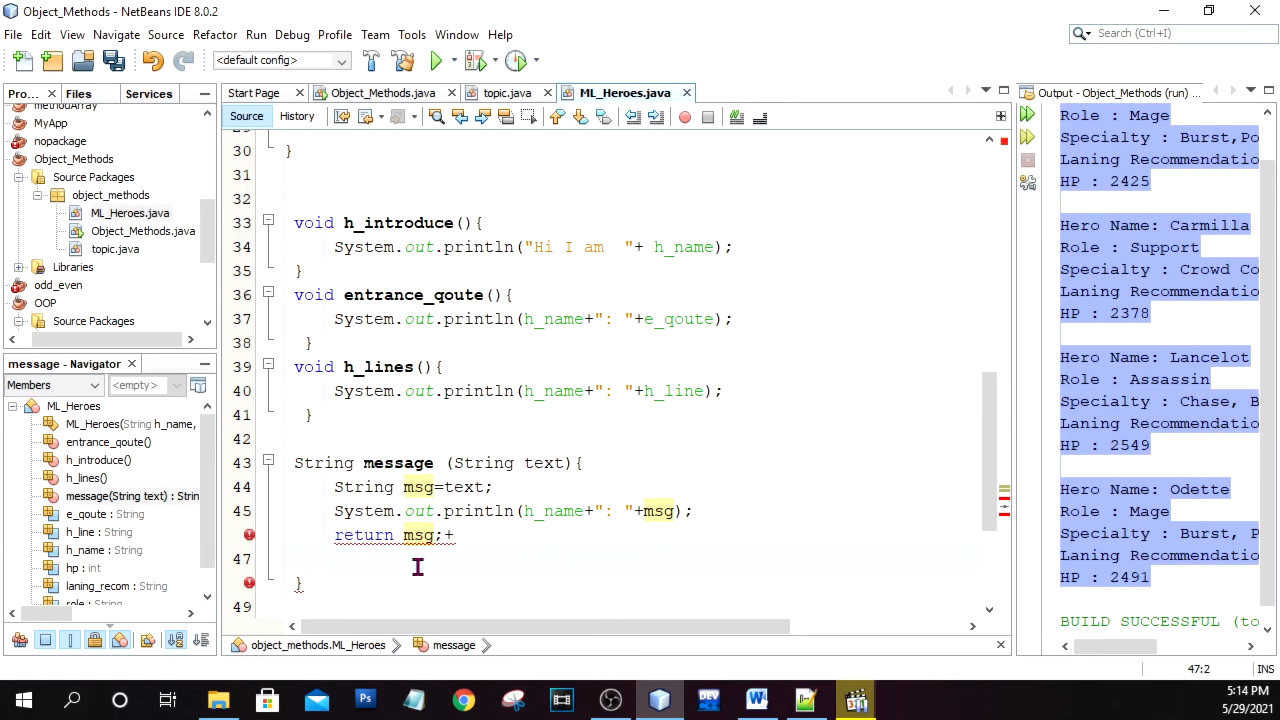 Object_Methods - NetBeans IDE 8.0.2
File Edit View Navigate Source Refactor Run Debug Profile Team Tools Window Help
Search (Ctrl+I)
<default config>
Pro... Files Services
Start Page Object_Methods.java topic.java ML_Heroes.java
Output - Object_Methods (run) ...
Source History
methodArray
MyApp
nopackage
Object_Methods
Source Packages
object_methods
ML_Heroes.java
Object_Methods.java
topic.java
Libraries
odd_even
OOP
Source Packages
message - Navigator
Members <empty>
ML_Heroes
ML_Heroes(String h_name,
entrance_qoute()
h_introduce()
h_lines()
message(String text) : Strin
e_qoute : String
h_line : String
h_name : String
hp : int
laning_recom : String
role : String
29
30 }
31
32
33 void h_introduce(){
34 System.out.println("Hi I am  "+ h_name);
35 }
36 void entrance_qoute(){
37 System.out.println(h_name+": "+e_qoute);
38 }
39 void h_lines(){
40 System.out.println(h_name+": "+h_line);
41 }
42
43 String message (String text){
44 String msg=text;
45 System.out.println(h_name+": "+msg);
return msg;+
47
}
49
Role : Mage
Specialty : Burst,Po
Laning Recommendatio
HP : 2425
Hero Name: Carmilla
Role : Support
Specialty : Crowd Co
Laning Recommendatio
HP : 2378
Hero Name: Lancelot
Role : Assassin
Specialty : Chase, B
Laning Recommendatio
HP : 2549
Hero Name: Odette
Role : Mage
Specialty : Burst, P
Laning Recommendatio
HP : 2491
BUILD SUCCESSFUL (to
object_methods.ML_Heroes message
47:2 INS
5:14 PM
5/29/2021